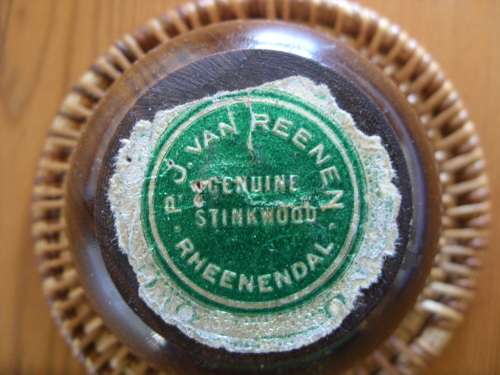 P.J. VAN REENEN
GENUINE
STINKWOOD
RHEENENDAL